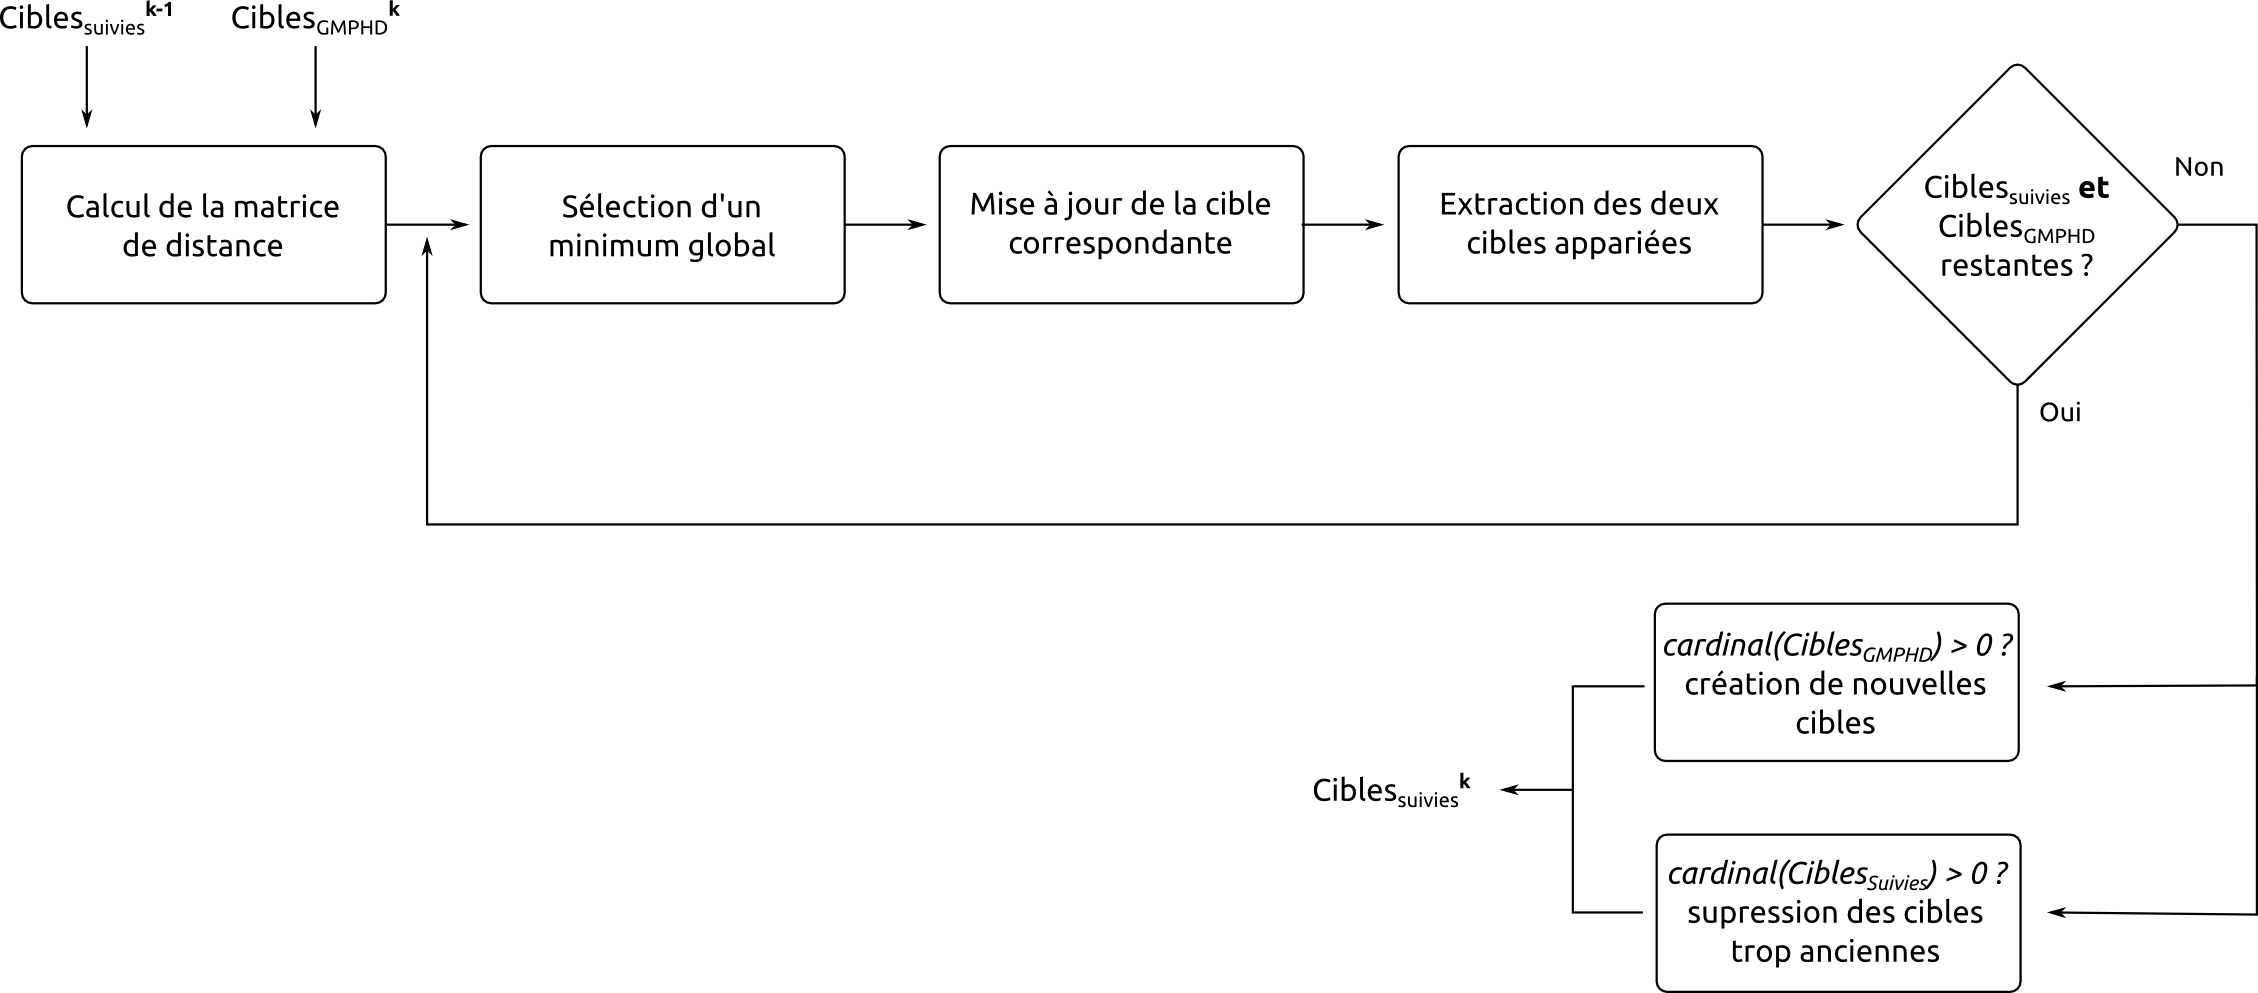 Cibles suivies k-1
Cibles GMPHD k
Calcul de la matrice
de distance
Sélection d'un
minimum global
Mise à jour de la cible
correspondante
Extraction des deux
cibles appariées
Cibles suivies et
Cibles GMPHD
restantes ?
Non
Oui
cardinal(Cibles GMPHD) > 0 ?
création de nouvelles
cibles
Cibles suivies k
cardinal(Cibles Suivies) > 0 ?
supression des cibles
trop anciennes